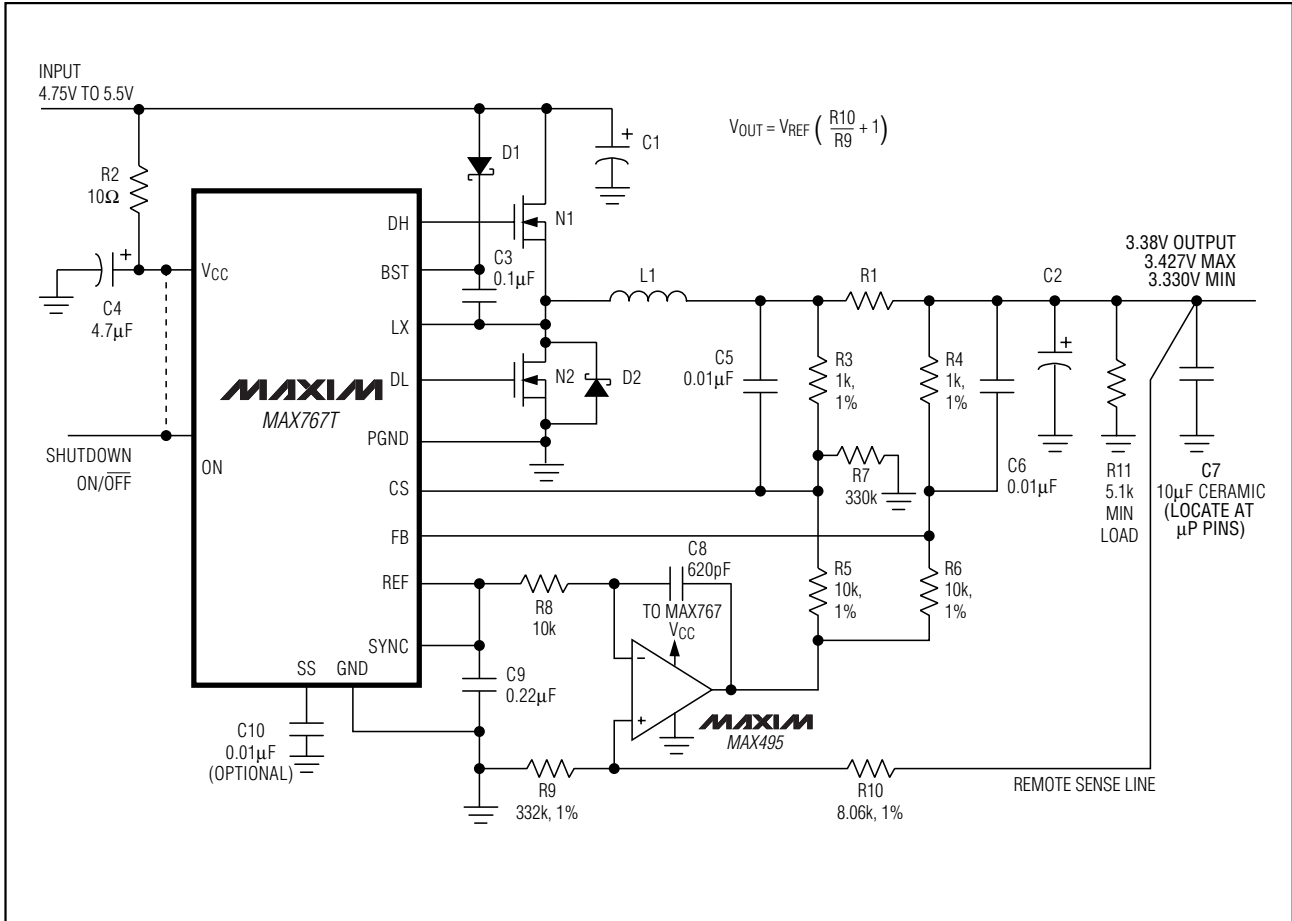 INPUT
4.75V TO 5.5V
VOUT = VREF ( R10 / R9 + 1 )
D1
C1
R2
10Ω
DH
N1
C3
0.1µF
BST
VCC
C4
4.7µF
LX
L1
R1
C2
3.38V OUTPUT
3.427V MAX
3.330V MIN
C5
0.01µF
R3
1k,
1%
R4
1k,
1%
DL
N2
D2
MAXIM
MAX767T
PGND
SHUTDOWN
ON/OFF
ON
CS
R7
330k
C6
0.01µF
R11
5.1k
MIN
LOAD
C7
10µF CERAMIC
(LOCATE AT
µP PINS)
FB
C8
620pF
REF
R8
10k
TO MAX767
VCC
R5
10k,
1%
R6
10k,
1%
SYNC
SS
GND
C9
0.22µF
−
+
MAXIM
MAX495
C10
0.01µF
(OPTIONAL)
R9
332k, 1%
R10
8.06k, 1%
REMOTE SENSE LINE